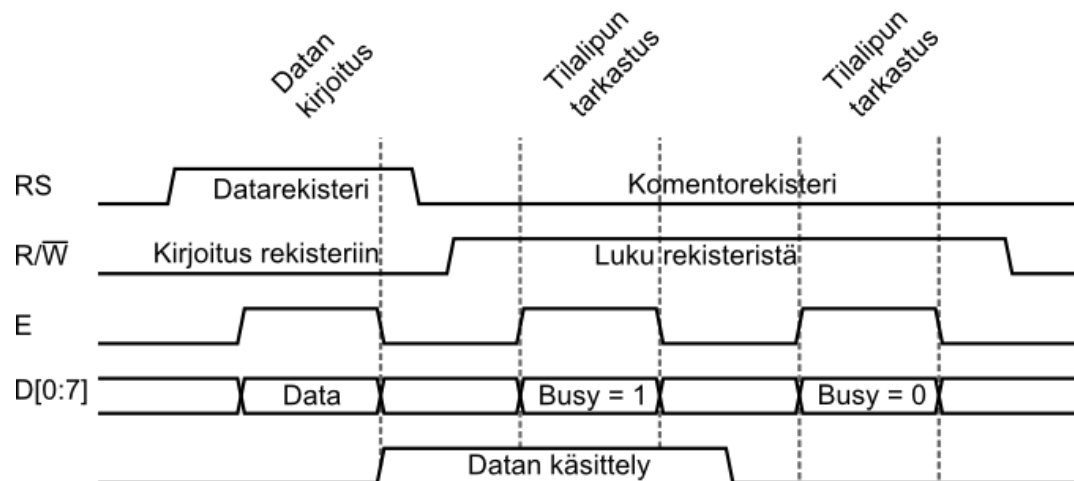 Datan
kirjoitus
Tilalipun
tarkastus
Tilalipun
tarkastus
RS
Datarekisteri
Komentorekisteri
R/W̅
Kirjoitus rekisteriin
Luku rekisteristä
E
D[0:7]
Data
Busy = 1
Busy = 0
Datan käsittely